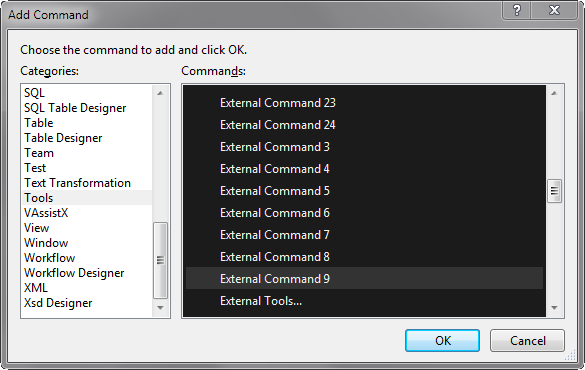 Add Command
Choose the command to add and click OK.
Categories:
SQL
SQL Table Designer
Table
Table Designer
Team
Test
Text Transformation
Tools
VAssistX
View
Window
Workflow
Workflow Designer
XML
Xsd Designer
Commands:
External Command 23
External Command 24
External Command 3
External Command 4
External Command 5
External Command 6
External Command 7
External Command 8
External Command 9
External Tools...
OK
Cancel